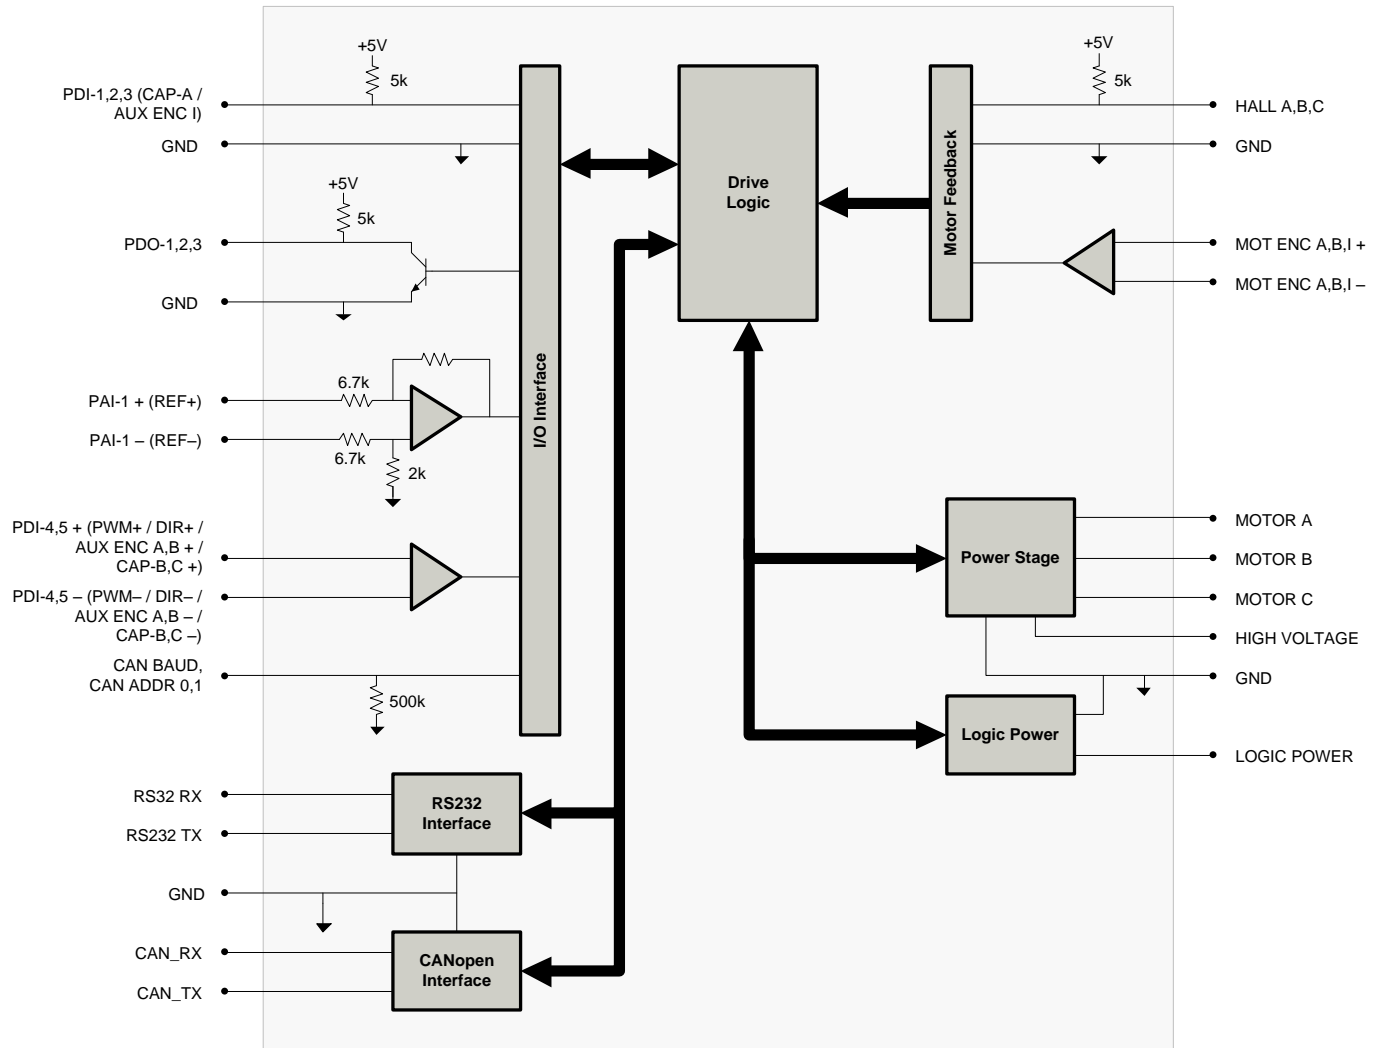 +5V
5k
PDI-1,2,3 (CAP-A /
AUX ENC I)
GND
+5V
5k
PDO-1,2,3
GND
6.7k
PAI-1 + (REF+)
PAI-1 – (REF–)
6.7k
2k
PDI-4,5 + (PWM+ / DIR+ /
AUX ENC A,B + /
CAP-B,C +)
PDI-4,5 – (PWM– / DIR– /
AUX ENC A,B – /
CAP-B,C –)
CAN BAUD,
CAN ADDR 0,1
500k
I/O Interface
RS32 RX
RS232 TX
RS232
Interface
GND
CAN_RX
CAN_TX
CANopen
Interface
Drive
Logic
Motor Feedback
+5V
5k
HALL A,B,C
GND
MOT ENC A,B,I +
MOT ENC A,B,I –
Power Stage
MOTOR A
MOTOR B
MOTOR C
HIGH VOLTAGE
GND
Logic Power
LOGIC POWER